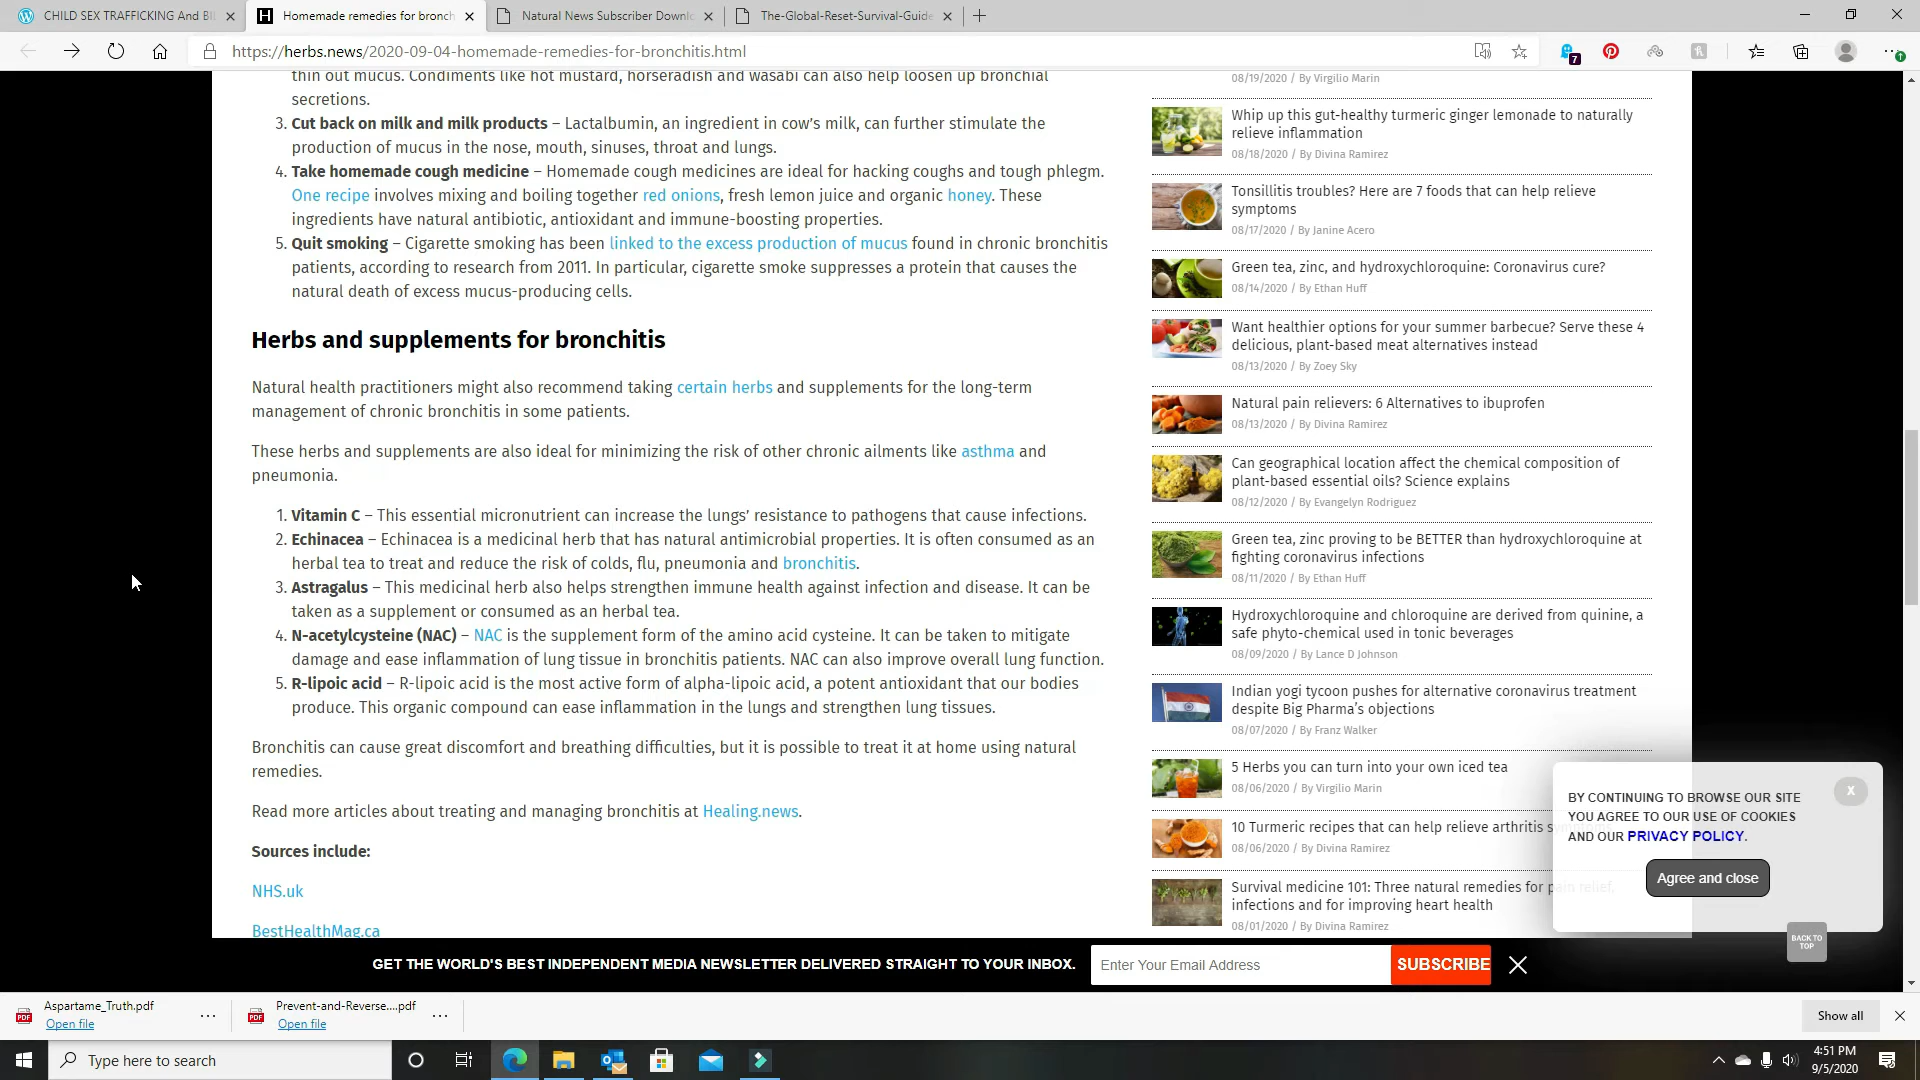 CHILD SEX TRAFFICKING And BI
Homemade remedies for bronch
Natural News Subscriber Downl
The-Global-Reset-Survival-Guide
https://herbs.news/2020-09-04-homemade-remedies-for-bronchitis.html
7
thin out mucus. Condiments like hot mustard, horseradish and wasabi can also help loosen up bronchial
secretions.
3. Cut back on milk and milk products – Lactalbumin, an ingredient in cow's milk, can further stimulate the
production of mucus in the nose, mouth, sinuses, throat and lungs.
4. Take homemade cough medicine – Homemade cough medicines are ideal for hacking coughs and tough phlegm.
One recipe involves mixing and boiling together red onions, fresh lemon juice and organic honey. These
ingredients have natural antibiotic, antioxidant and immune-boosting properties.
5. Quit smoking – Cigarette smoking has been linked to the excess production of mucus found in chronic bronchitis
patients, according to research from 2011. In particular, cigarette smoke suppresses a protein that causes the
natural death of excess mucus-producing cells.
Herbs and supplements for bronchitis
Natural health practitioners might also recommend taking certain herbs and supplements for the long-term
management of chronic bronchitis in some patients.
These herbs and supplements are also ideal for minimizing the risk of other chronic ailments like asthma and
pneumonia.
1. Vitamin C – This essential micronutrient can increase the lungs' resistance to pathogens that cause infections.
2. Echinacea – Echinacea is a medicinal herb that has natural antimicrobial properties. It is often consumed as an
herbal tea to treat and reduce the risk of colds, flu, pneumonia and bronchitis.
3. Astragalus – This medicinal herb also helps strengthen immune health against infection and disease. It can be
taken as a supplement or consumed as an herbal tea.
4. N-acetylcysteine (NAC) – NAC is the supplement form of the amino acid cysteine. It can be taken to mitigate
damage and ease inflammation of lung tissue in bronchitis patients. NAC can also improve overall lung function.
5. R-lipoic acid – R-lipoic acid is the most active form of alpha-lipoic acid, a potent antioxidant that our bodies
produce. This organic compound can ease inflammation in the lungs and strengthen lung tissues.
Bronchitis can cause great discomfort and breathing difficulties, but it is possible to treat it at home using natural
remedies.
Read more articles about treating and managing bronchitis at Healing.news.
Sources include:
NHS.uk
BestHealthMag.ca
08/19/2020 / By Virgilio Marin
Whip up this gut-healthy turmeric ginger lemonade to naturally
relieve inflammation
08/18/2020 / By Divina Ramirez
Tonsillitis troubles? Here are 7 foods that can help relieve
symptoms
08/17/2020 / By Janine Acero
Green tea, zinc, and hydroxychloroquine: Coronavirus cure?
08/14/2020 / By Ethan Huff
Want healthier options for your summer barbecue? Serve these 4
delicious, plant-based meat alternatives instead
08/13/2020 / By Zoey Sky
Natural pain relievers: 6 Alternatives to ibuprofen
08/13/2020 / By Divina Ramirez
Can geographical location affect the chemical composition of
plant-based essential oils? Science explains
08/12/2020 / By Evangelyn Rodriguez
Green tea, zinc proving to be BETTER than hydroxychloroquine at
fighting coronavirus infections
08/11/2020 / By Ethan Huff
Hydroxychloroquine and chloroquine are derived from quinine, a
safe phyto-chemical used in tonic beverages
08/09/2020 / By Lance D Johnson
Indian yogi tycoon pushes for alternative coronavirus treatment
despite Big Pharma's objections
08/07/2020 / By Franz Walker
5 Herbs you can turn into your own iced tea
08/06/2020 / By Virgilio Marin
10 Turmeric recipes that can help relieve arthritis
08/06/2020 / By Divina Ramirez
Survival medicine 101: Three natural remedies for pain relief,
infections and for improving heart health
08/01/2020 / By Divina Ramirez
X
BY CONTINUING TO BROWSE OUR SITE
YOU AGREE TO OUR USE OF COOKIES
AND OUR PRIVACY POLICY.
Agree and close
BACK TO
TOP
GET THE WORLD'S BEST INDEPENDENT MEDIA NEWSLETTER DELIVERED STRAIGHT TO YOUR INBOX.
Enter Your Email Address
SUBSCRIBE
Aspartame_Truth.pdf
Open file
Prevent-and-Reverse....pdf
Open file
Show all
Type here to search
4:51 PM
9/5/2020